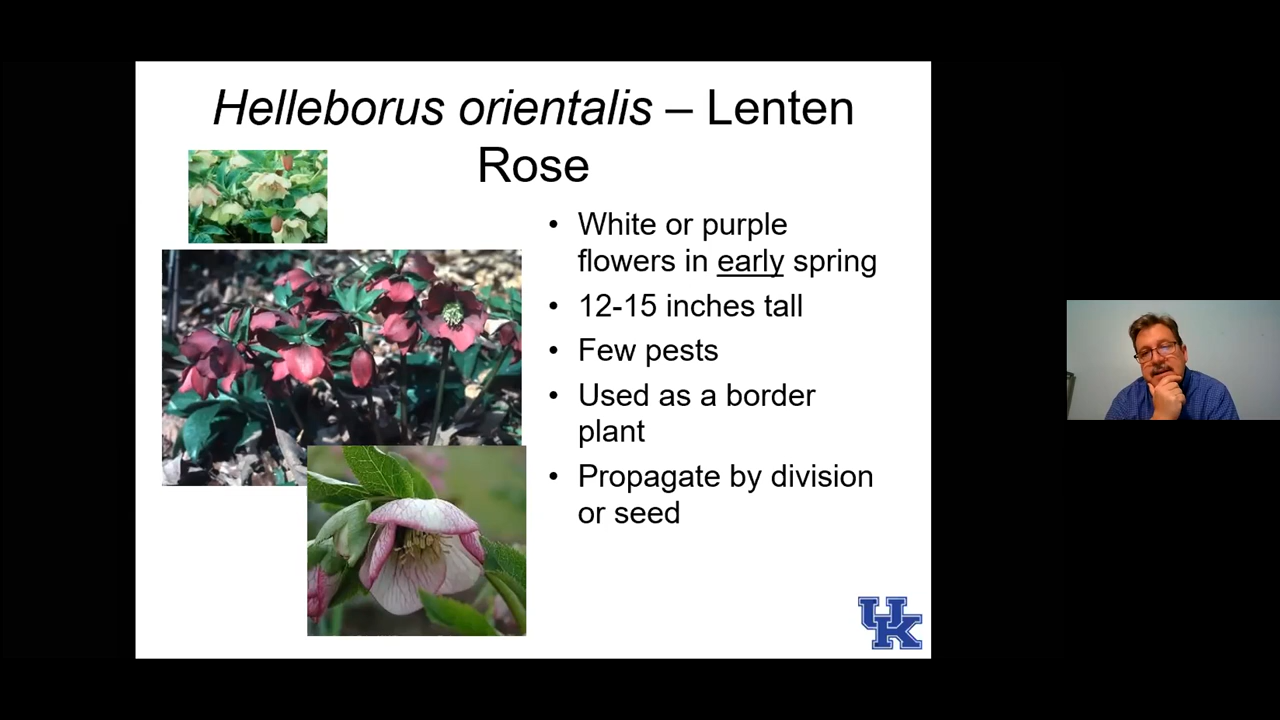 Helleborus orientalis – Lenten
Rose
• White or purple
flowers in early spring
• 12-15 inches tall
• Few pests
• Used as a border
plant
• Propagate by division
or seed
UK